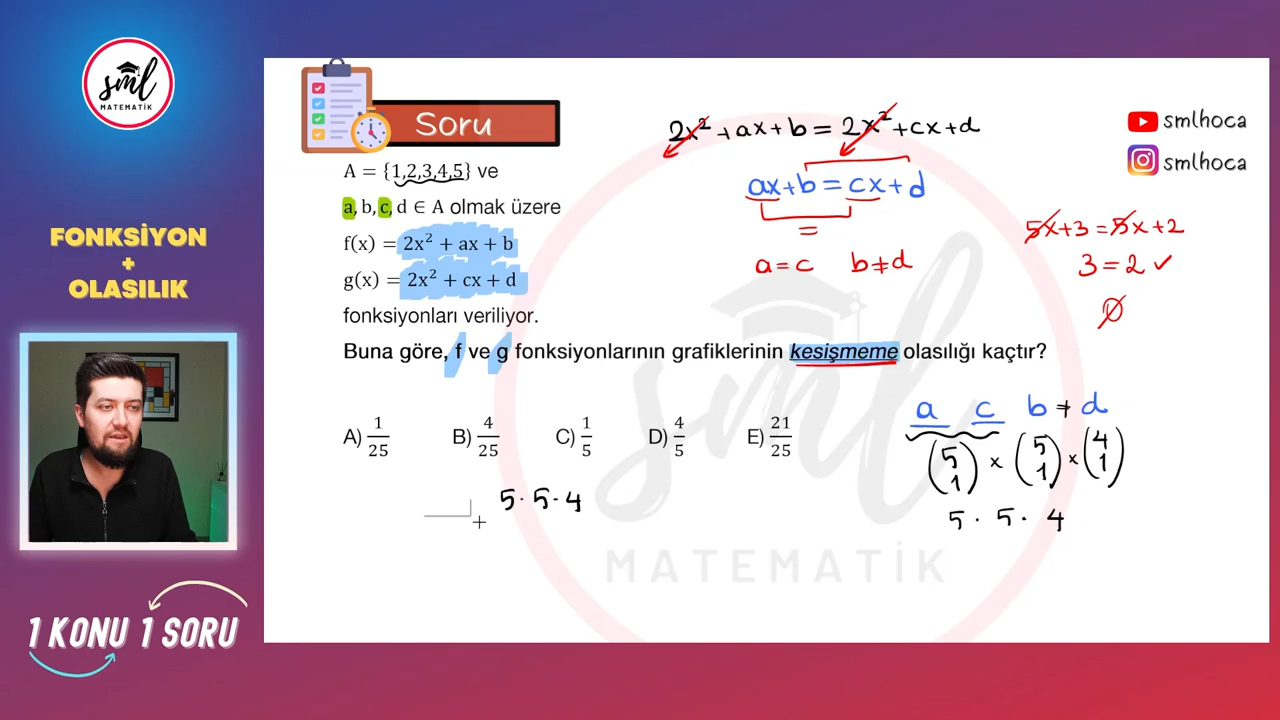 sml
MATEMATİK
FONKSİYON
+
OLASILIK
1 KONU 1 SORU
Soru
A = {1,2,3,4,5} ve
a, b, c, d ∈ A olmak üzere
f(x) = 2x² + ax + b
g(x) = 2x² + cx + d
fonksiyonları veriliyor.
Buna göre, f ve g fonksiyonlarının grafiklerinin kesişmeme olasılığı kaçtır?
A) 1/25 B) 4/25 C) 1/5 D) 4/5 E) 21/25
5 · 5 · 4
2x² + ax + b = 2x² + cx + d
ax + b = cx + d
=
a = c b ≠ d
5x + 3 = 5x + 2
3 = 2 ✓
∅
a c b ≠ d
(5 1) × (5 1) × (4 1)
5 · 5 · 4
smlhoca
smlhoca
sml
MATEMATİK